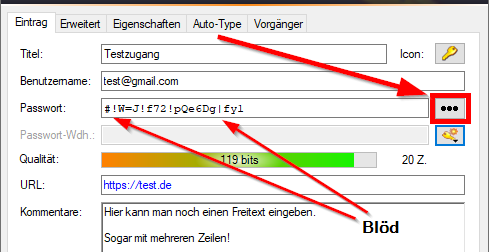 Eintrag Erweitert Eigenschaften Auto-Type Vorgänger
Titel: Testzugang Icon:
Benutzername: test@gmail.com
Passwort: #!W=J!f72!pQe6Dg|fyl
Passwort-Wdh.:
Qualität: 119 bits 20 Z.
URL: https://test.de
Kommentare: Hier kann man noch einen Freitext eingeben.
Blöd
Sogar mit mehreren Zeilen!